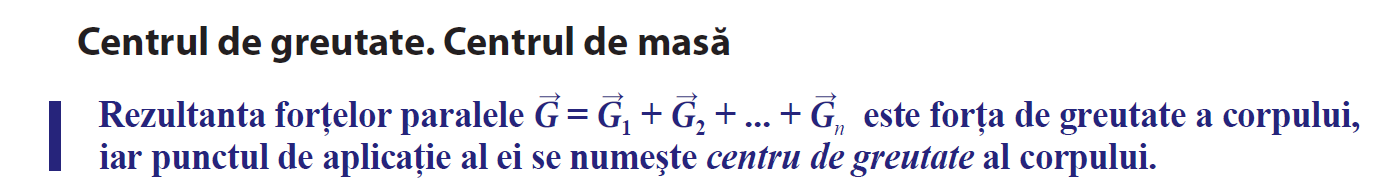 Centrul de greutate. Centrul de masă
Rezultanta forțelor paralele G⃗ = G⃗₁ + G⃗₂ + ... + G⃗ₙ este forța de greutate a corpului,
iar punctul de aplicație al ei se numeşte centru de greutate al corpului.